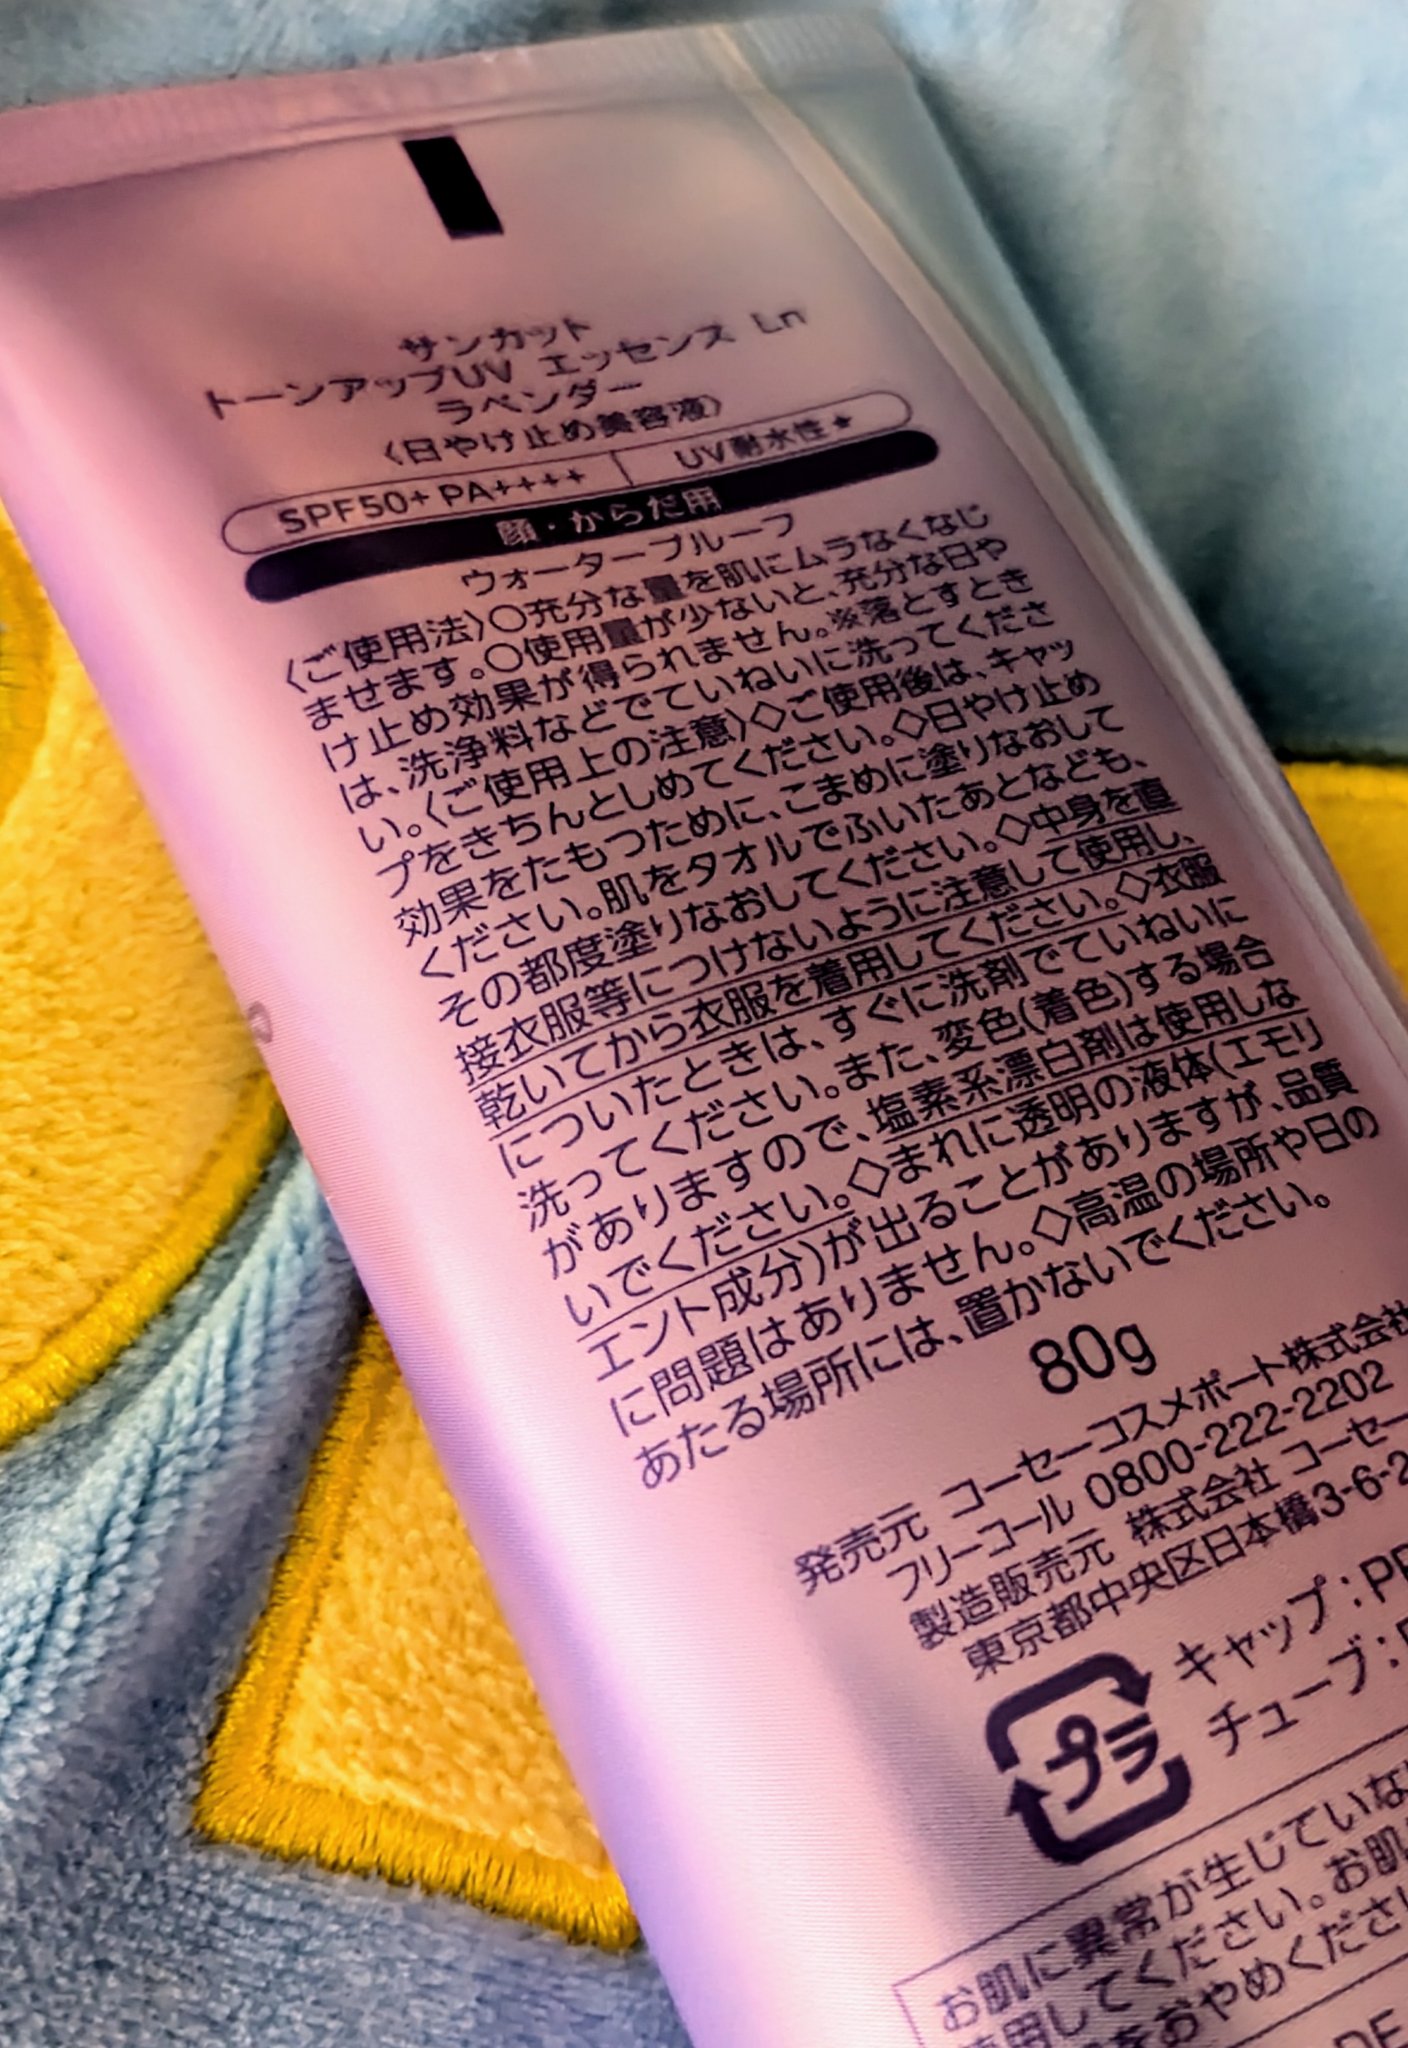 サンカット
トーンアップUV エッセンス Ln
ラベンダー
〈日やけ止め美容液〉
SPF50+ PA++++ UV耐水性★
顔・からだ用
ウォータープルーフ
〈ご使用法〉○充分な量を肌にムラなくなじ
ませます。○使用量が少ないと、充分な日や
け止め効果が得られません。※落とすとき
は、洗浄料などでていねいに洗ってくださ
い。〈ご使用上の注意〉◇ご使用後は、キャッ
プをきちんとしめてください。◇日やけ止め
効果をたもつために、こまめに塗りなおして
ください。肌をタオルでふいたあとなども、
その都度塗りなおしてください。◇中身を直
接衣服等につけないように注意して使用し、
乾いてから衣服を着用してください。◇衣服
についたときは、すぐに洗剤でていねいに
洗ってください。また、変色(着色)する場合
がありますので、塩素系漂白剤は使用しな
いでください。◇まれに透明の液体(エモリ
エント成分)が出ることがありますが、品質
に問題はありません。◇高温の場所や日の
あたる場所には、置かないでください。
80g
発売元 コーセーコスメポート株式会社
フリーコール 0800-222-2202
製造販売元 株式会社 コーセー
東京都中央区日本橋3-6-2
プラ
キャップ:PP
チューブ:
お肌に異常が生じていな
使用してください。お肌
をおやめくださ
DE